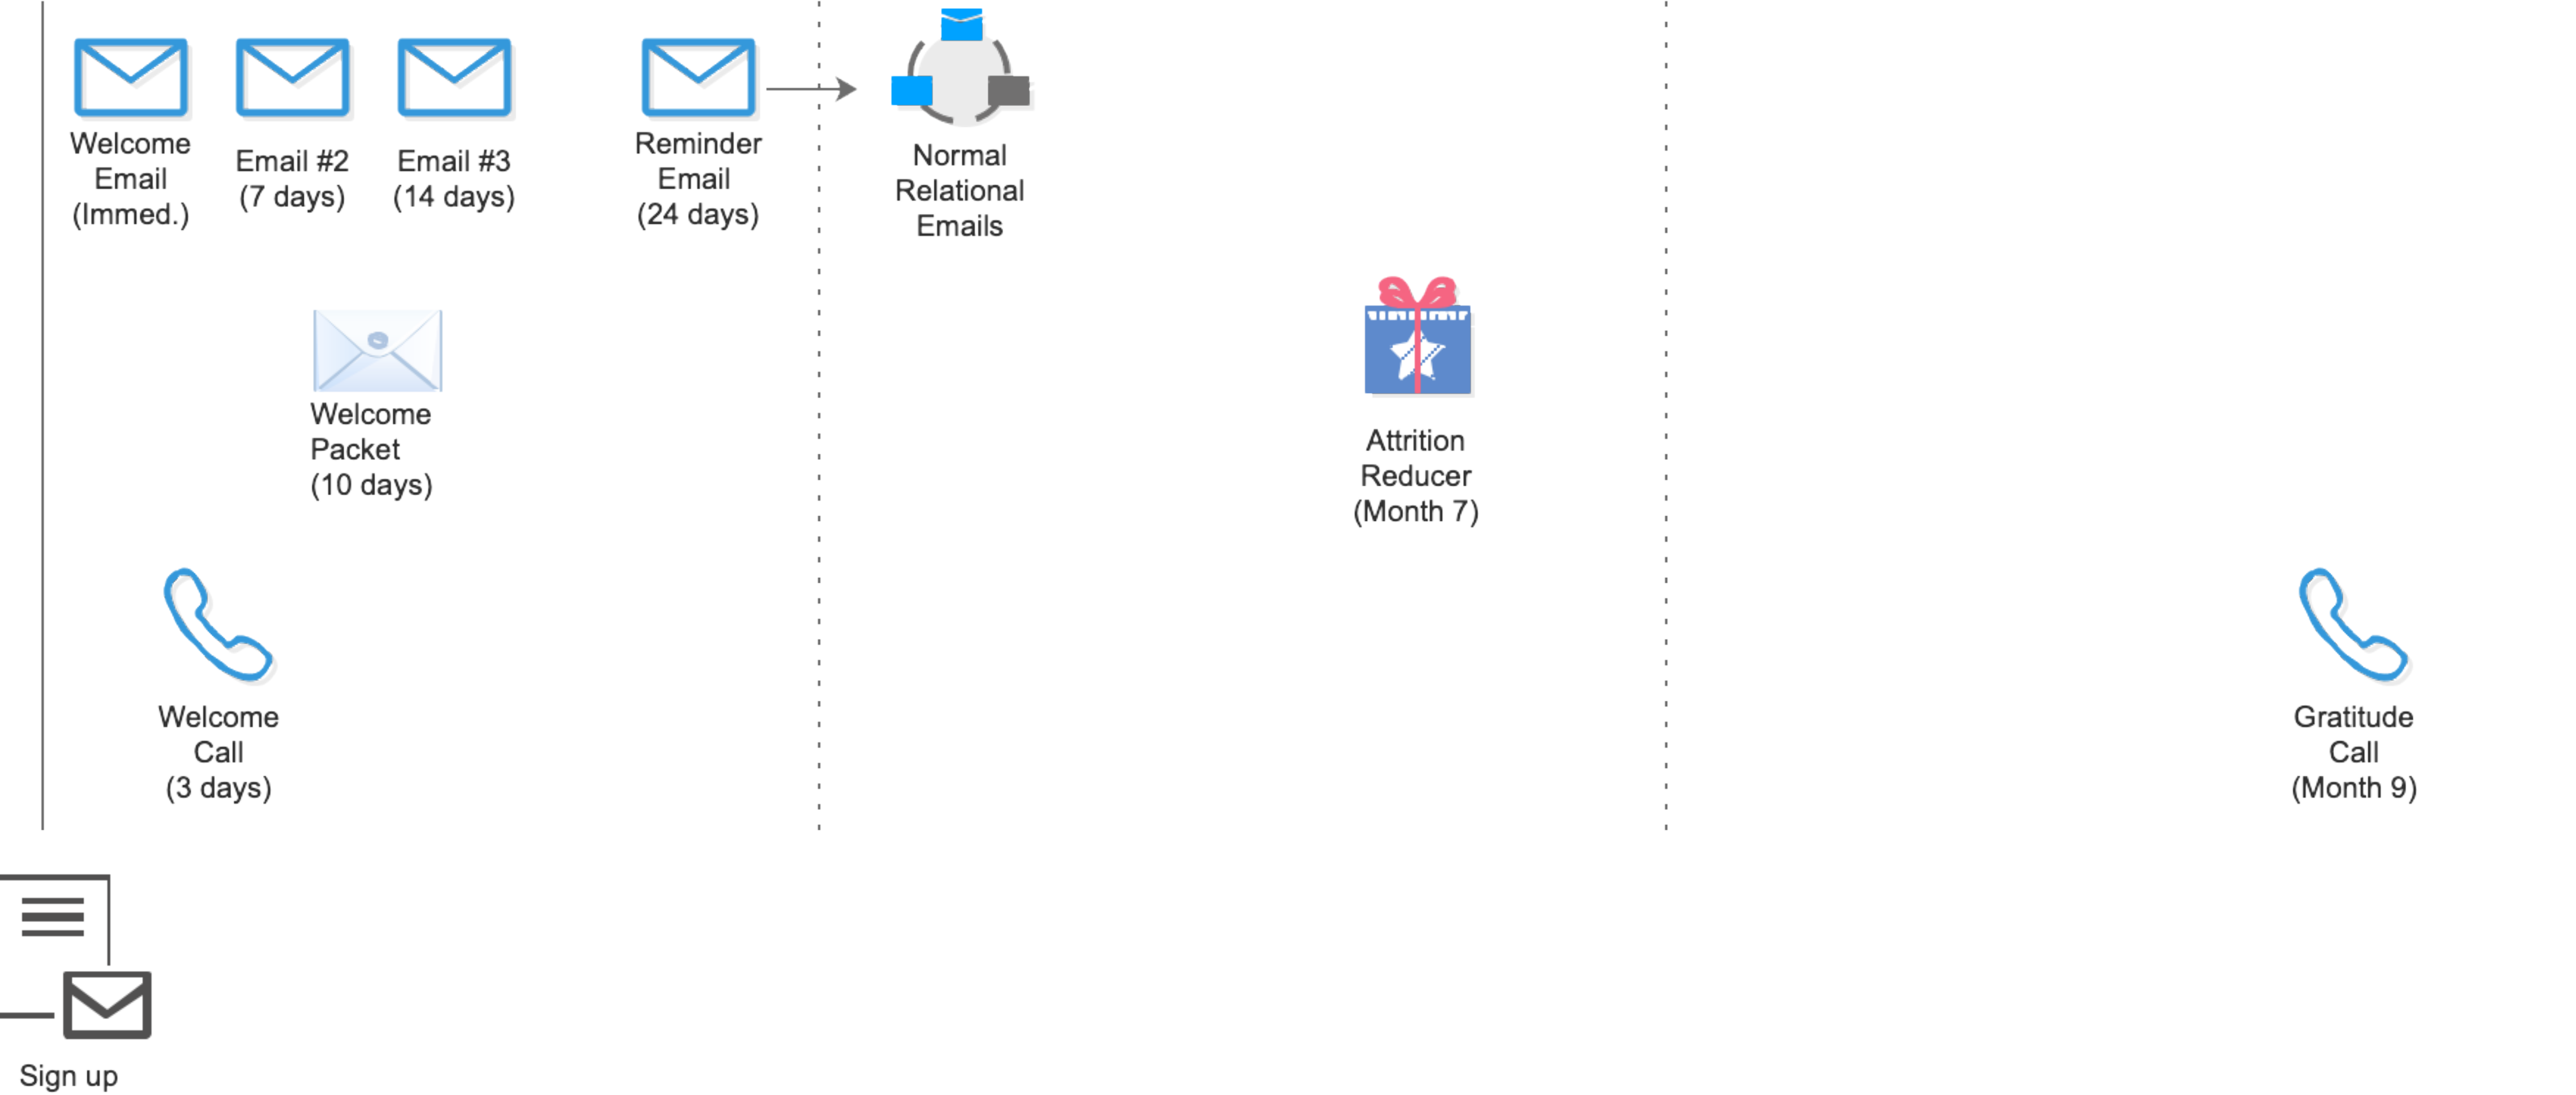 Welcome
Email
(Immed.)
Email #2
(7 days)
Email #3
(14 days)
Reminder
Email
(24 days)
Normal
Relational
Emails
Welcome
Packet
(10 days)
Attrition
Reducer
(Month 7)
Welcome
Call
(3 days)
Gratitude
Call
(Month 9)
Sign up